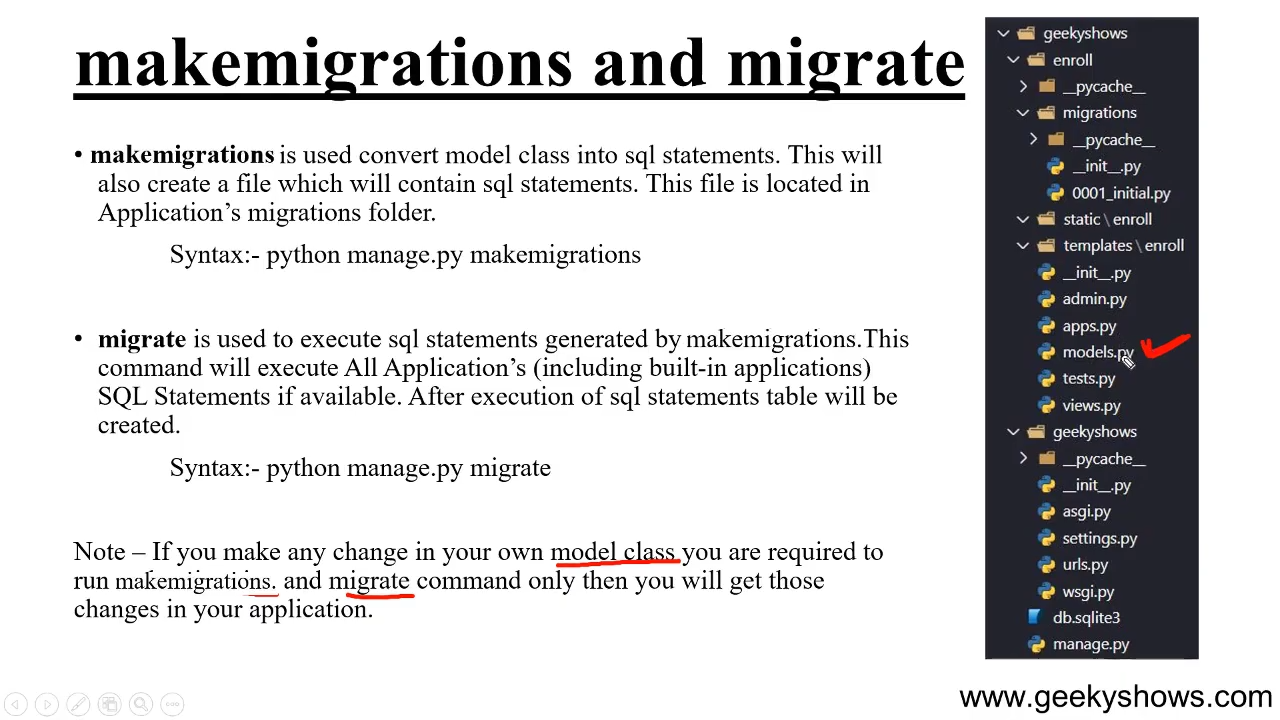 makemigrations and migrate
• makemigrations is used convert model class into sql statements. This will
also create a file which will contain sql statements. This file is located in
Application’s migrations folder.
Syntax:- python manage.py makemigrations
• migrate is used to execute sql statements generated by makemigrations.This
command will execute All Application’s (including built-in applications)
SQL Statements if available. After execution of sql statements table will be
created.
Syntax:- python manage.py migrate
Note – If you make any change in your own model class you are required to
run makemigrations. and migrate command only then you will get those
changes in your application.
geekyshows
enroll
__pycache__
migrations
__pycache__
__init__.py
0001_initial.py
static \ enroll
templates \ enroll
__init__.py
admin.py
apps.py
models.py
tests.py
views.py
geekyshows
__pycache__
__init__.py
asgi.py
settings.py
urls.py
wsgi.py
db.sqlite3
manage.py
www.geekyshows.com